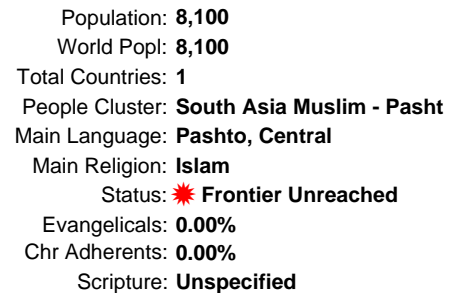 Population: 8,100
World Popl: 8,100
Total Countries: 1
People Cluster: South Asia Muslim - Pasht
Main Language: Pashto, Central
Main Religion: Islam
Status: Frontier Unreached
Evangelicals: 0.00%
Chr Adherents: 0.00%
Scripture: Unspecified